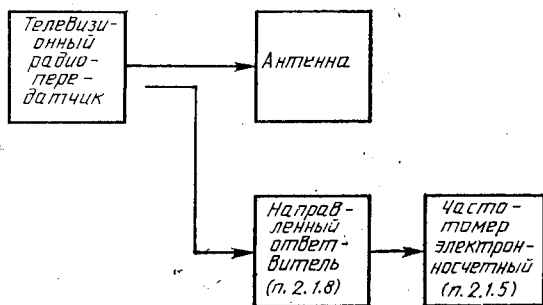 Телевизи-
онный
радио-
пере-
датчик
Антенна
Направ-
ленный
ответ-
витель
(п. 2.1.8)
Часто-
томер
электрон-
носчетный
(п. 2.1.5)